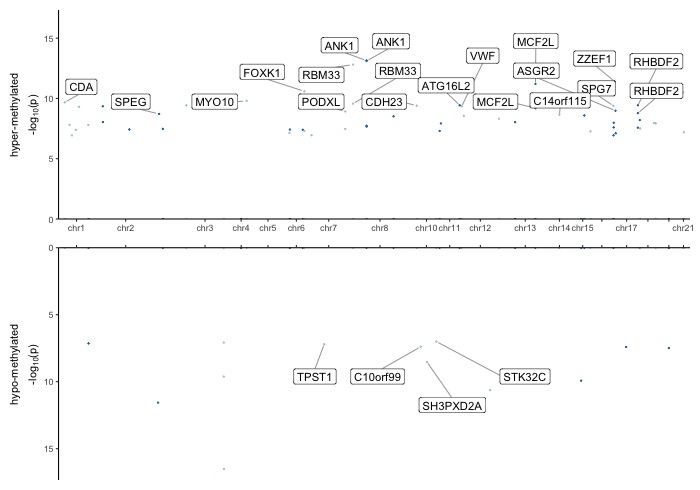 15
10
5
0
hyper-methylated
-log10(p)
CDA
SPEG
MYO10
FOXK1
ANK1
ANK1
RBM33
RBM33
PODXL
CDH23
ATG16L2
VWF
MCF2L
MCF2L
ASGR2
C14orf115
ZZEF1
SPG7
RHBDF2
RHBDF2
chr1
chr2
chr3
chr4
chr5
chr6
chr7
chr8
chr10
chr11
chr12
chr13
chr14
chr15
chr17
chr21
0
5
10
15
hypo-methylated
-log10(p)
TPST1
C10orf99
SH3PXD2A
STK32C